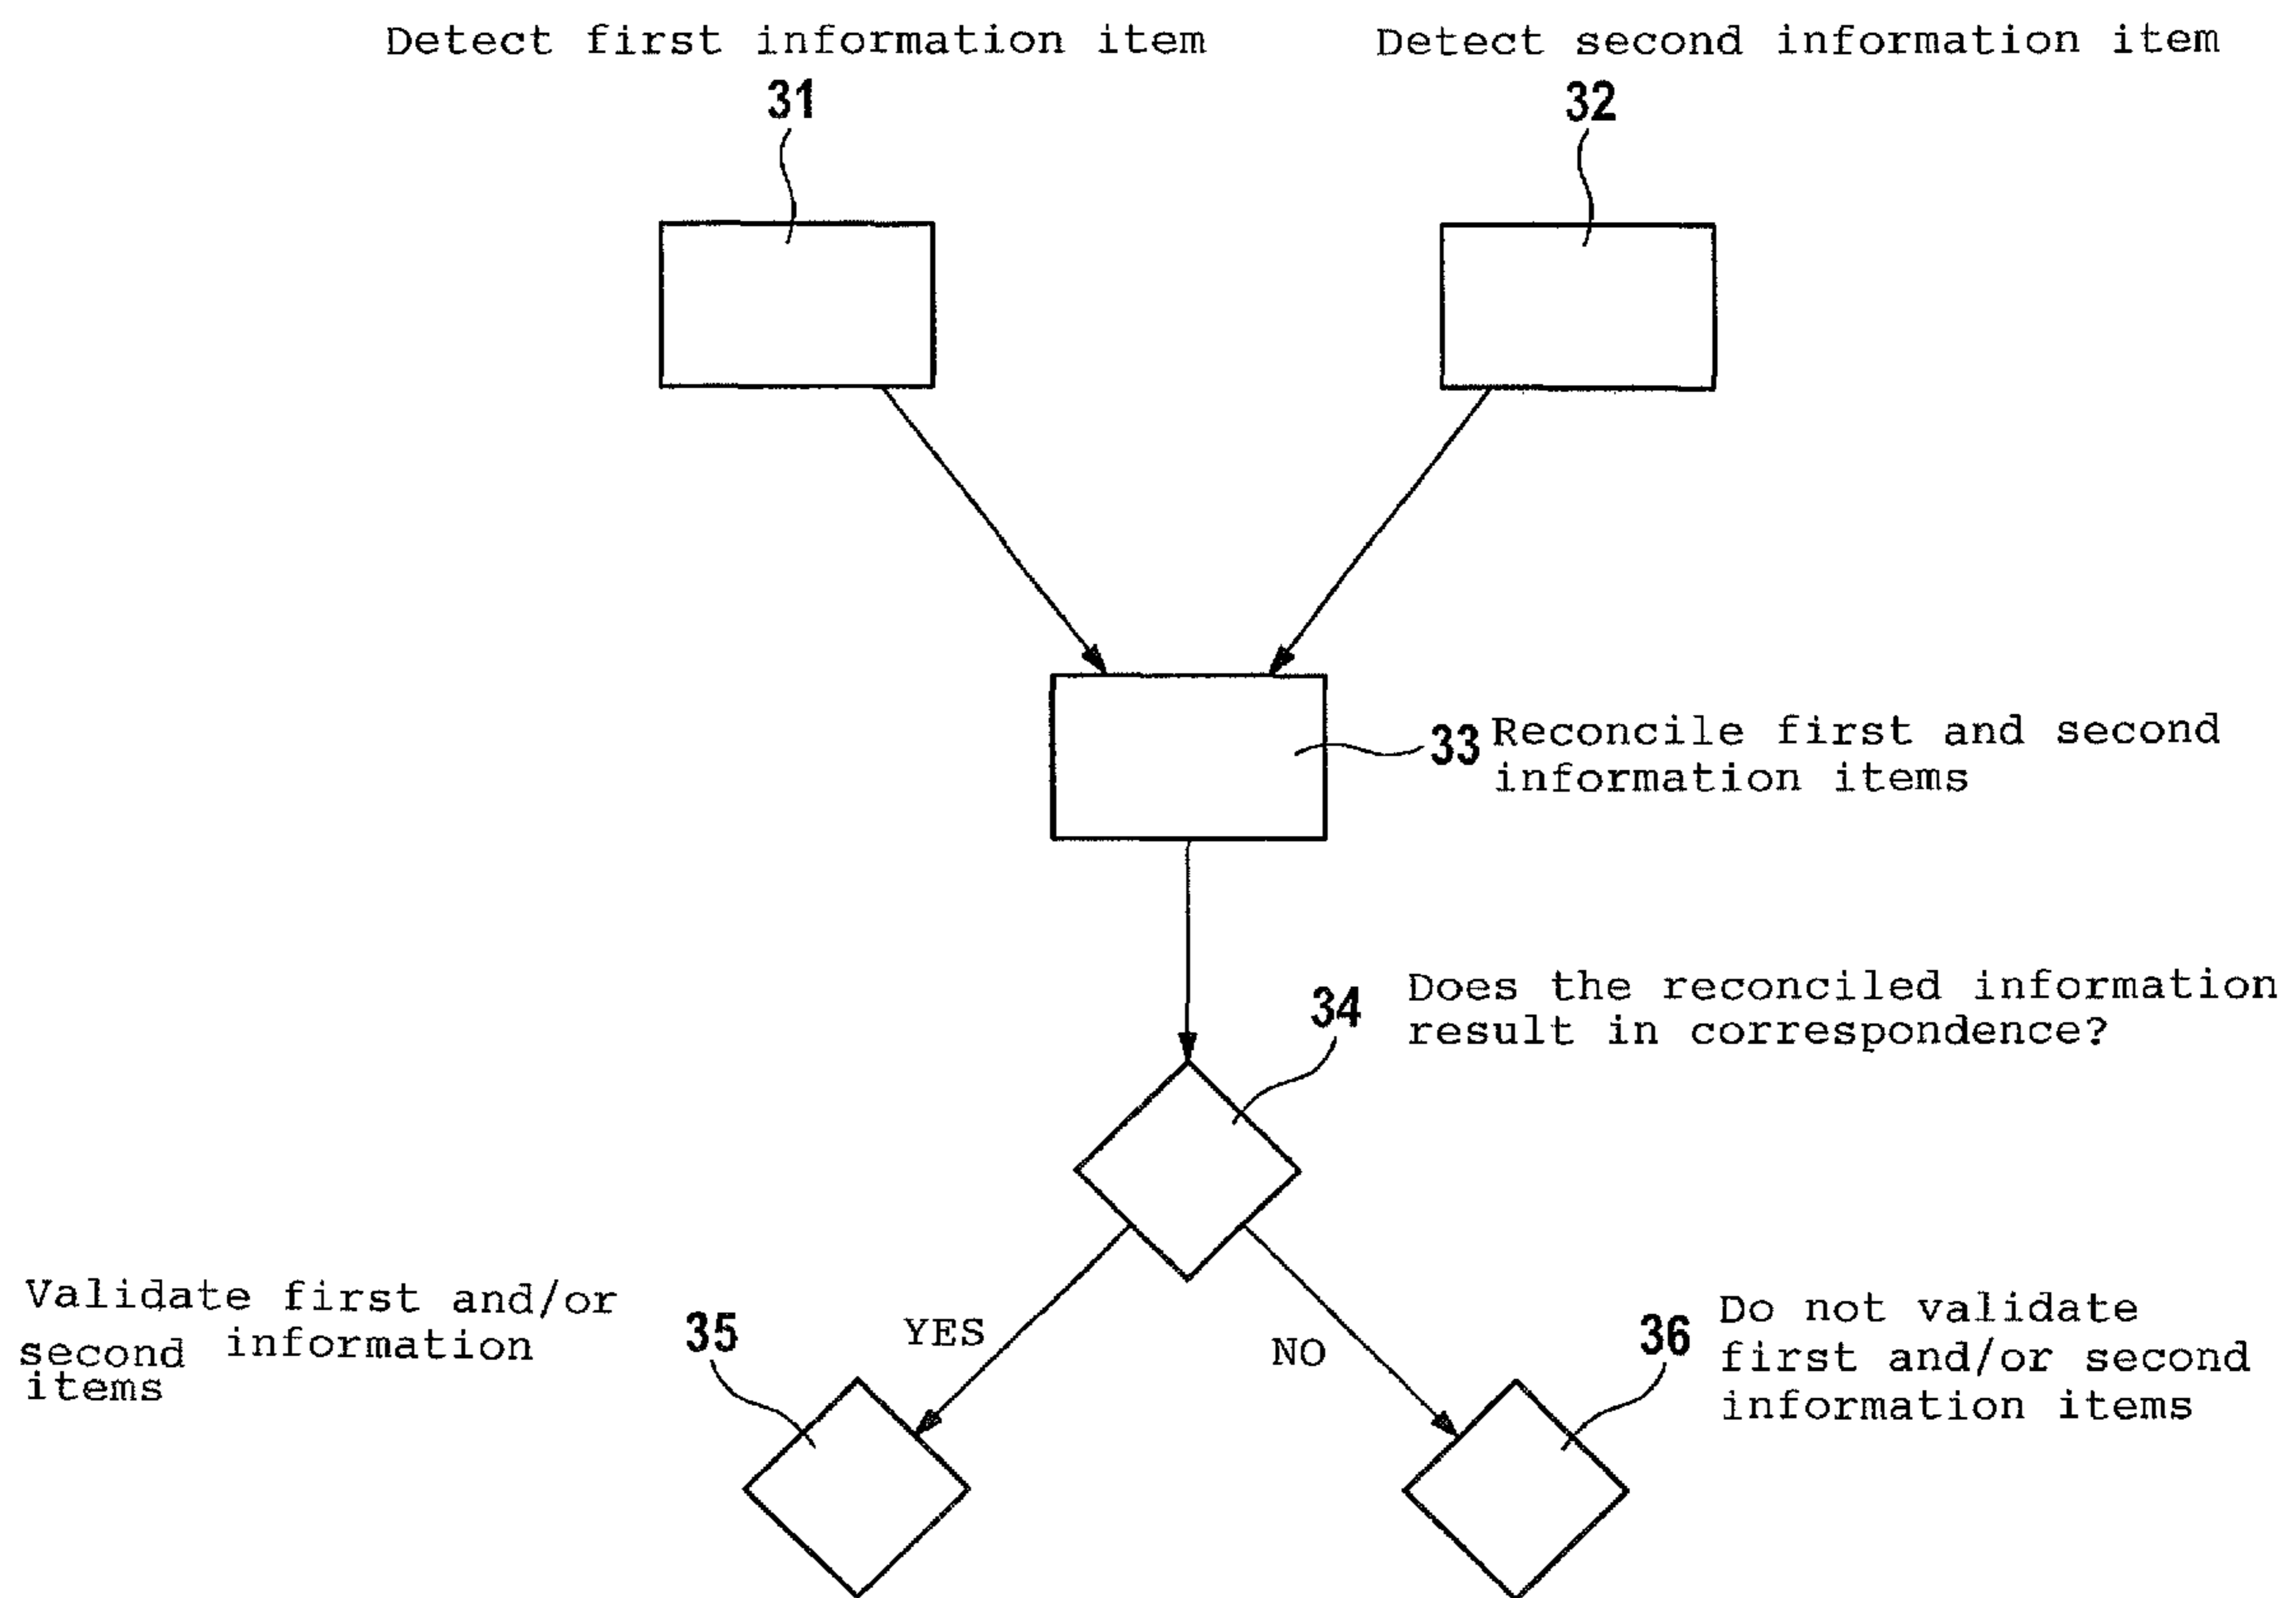 Detect first information item
31
Detect second information item
32
33 Reconcile first and second
information items
34
Does the reconciled information
result in correspondence?
Validate first and/or
second information
items
35
YES
NO
36
Do not validate
first and/or second
information items